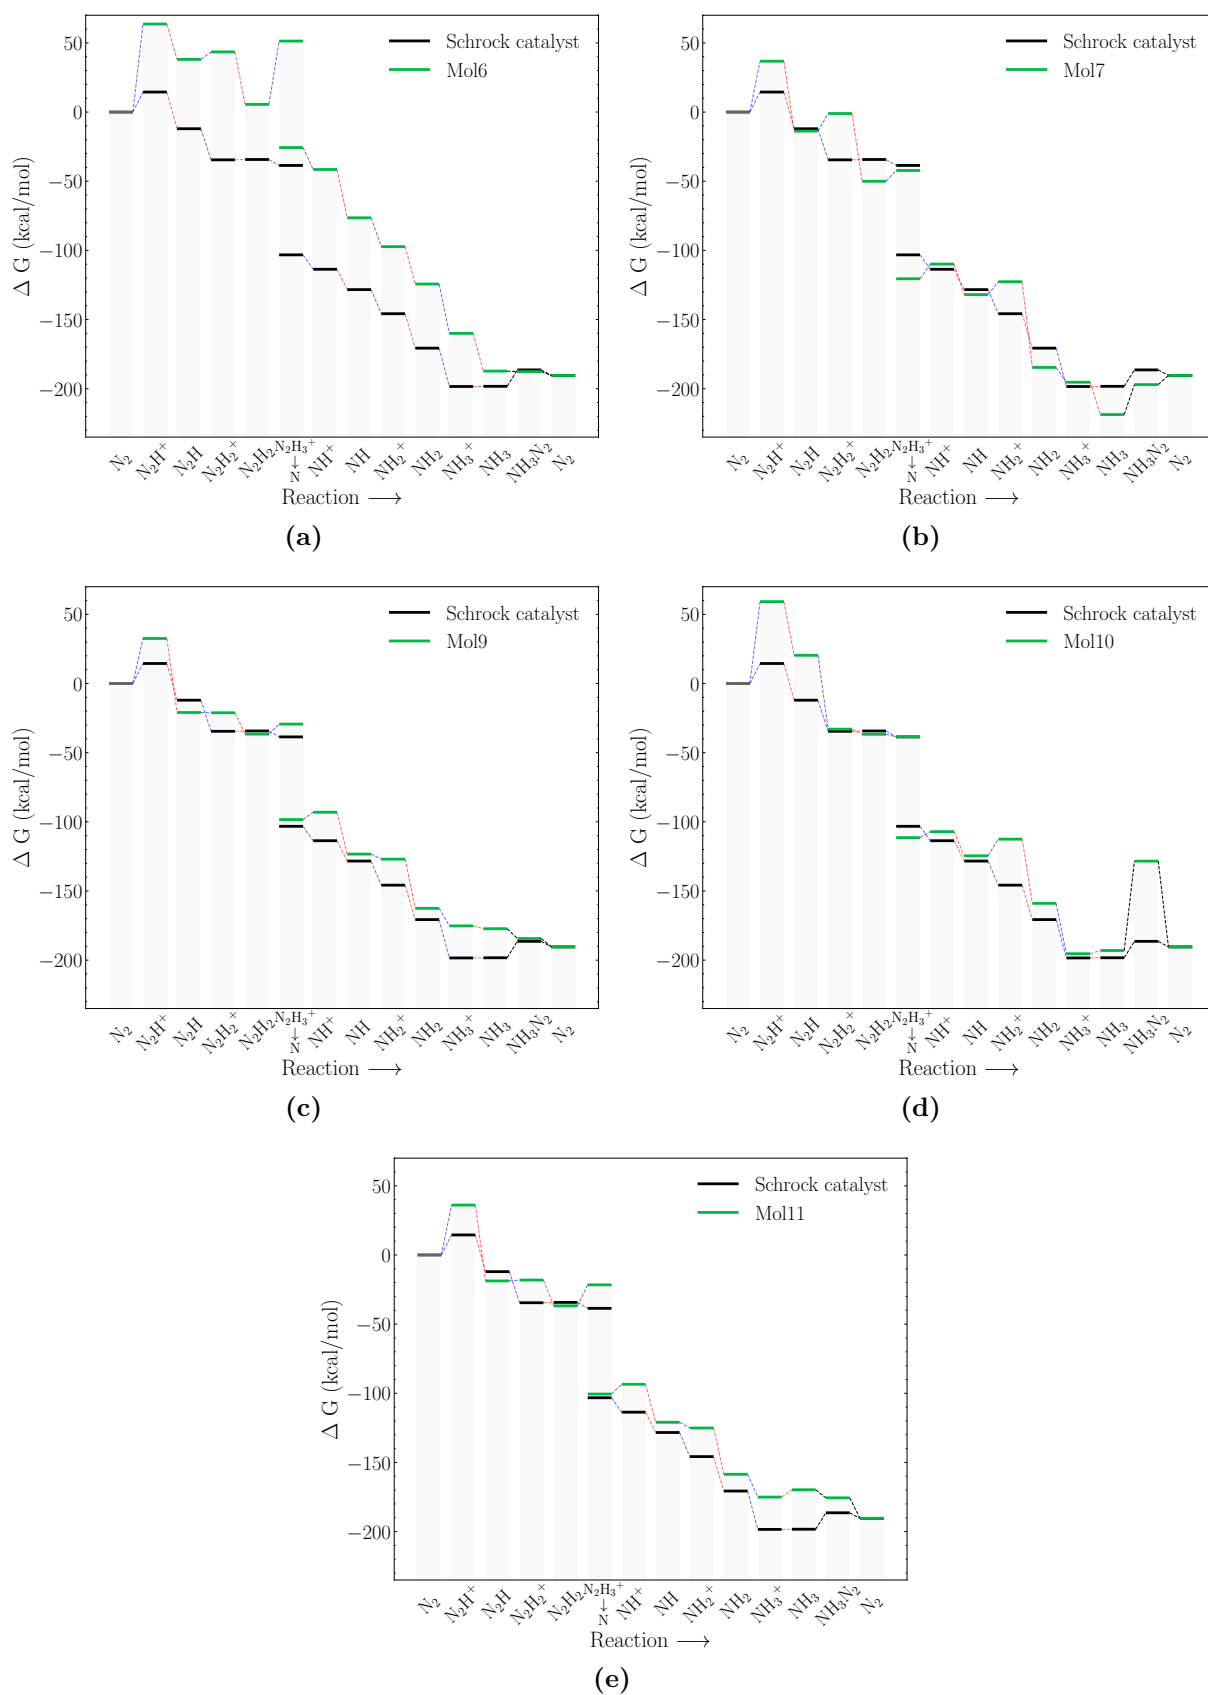 Schrock catalyst
Mol6
50
0
−50
−100
−150
−200
Δ G (kcal/mol)
N₂
N₂H⁺
N₂H
N₂H₂⁺
N₂H₂
N₂H₃⁺
↓
N
NH⁺
NH
NH₂⁺
NH₂
NH₃⁺
NH₃
NH₃N₂
N₂
Reaction ⟶
(a)
Schrock catalyst
Mol7
50
0
−50
−100
−150
−200
Δ G (kcal/mol)
N₂
N₂H⁺
N₂H
N₂H₂⁺
N₂H₂
N₂H₃⁺
↓
N
NH⁺
NH
NH₂⁺
NH₂
NH₃⁺
NH₃
NH₃N₂
N₂
Reaction ⟶
(b)
Schrock catalyst
Mol9
50
0
−50
−100
−150
−200
Δ G (kcal/mol)
N₂
N₂H⁺
N₂H
N₂H₂⁺
N₂H₂
N₂H₃⁺
↓
N
NH⁺
NH
NH₂⁺
NH₂
NH₃⁺
NH₃
NH₃N₂
N₂
Reaction ⟶
(c)
Schrock catalyst
Mol10
50
0
−50
−100
−150
−200
Δ G (kcal/mol)
N₂
N₂H⁺
N₂H
N₂H₂⁺
N₂H₂
N₂H₃⁺
↓
N
NH⁺
NH
NH₂⁺
NH₂
NH₃⁺
NH₃
NH₃N₂
N₂
Reaction ⟶
(d)
Schrock catalyst
Mol11
50
0
−50
−100
−150
−200
Δ G (kcal/mol)
N₂
N₂H⁺
N₂H
N₂H₂⁺
N₂H₂
N₂H₃⁺
↓
N
NH⁺
NH
NH₂⁺
NH₂
NH₃⁺
NH₃
NH₃N₂
N₂
Reaction ⟶
(e)